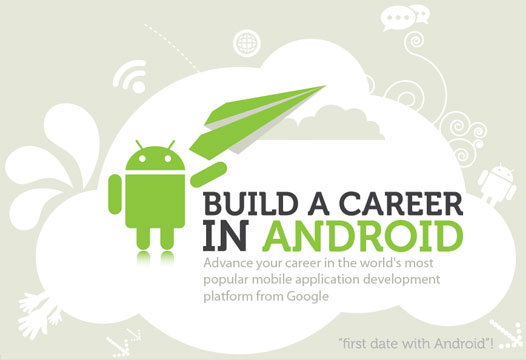 BUILD A CAREER
IN ANDROID
Advance your career in the world's most
popular mobile application development
platform from Google
"first date with Android"!